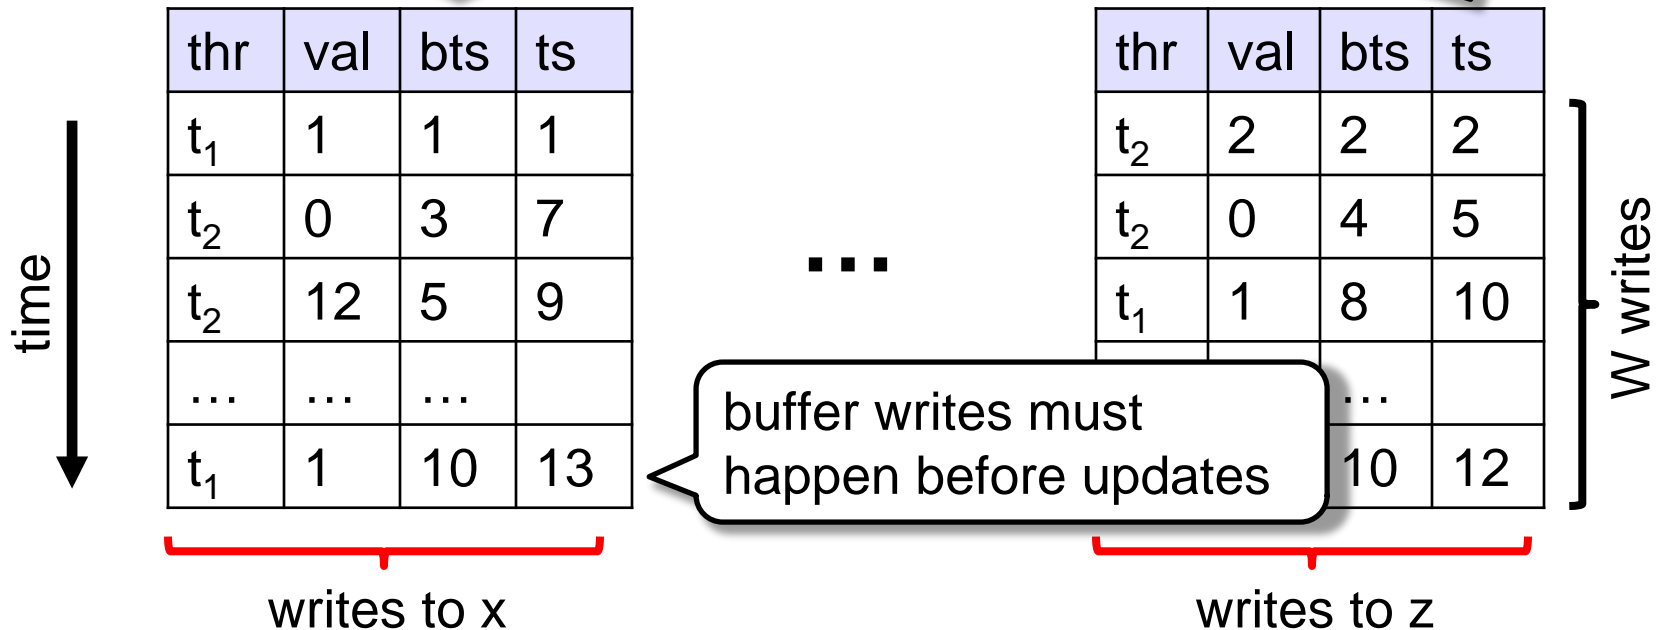 thr val bts ts
t₁ 1 1 1
t₂ 0 3 7
t₂ 12 5 9
… … …
t₁ 1 10 13
writes to x
time
...
buffer writes must
happen before updates
thr val bts ts
t₂ 2 2 2
t₂ 0 4 5
t₁ 1 8 10
…
10 12
writes to z
W writes